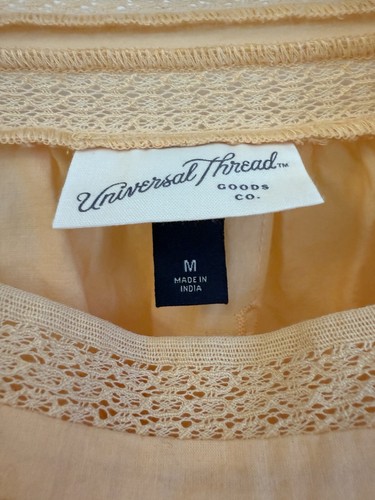 Universal Thread™
GOODS
CO.
M
MADE IN
INDIA